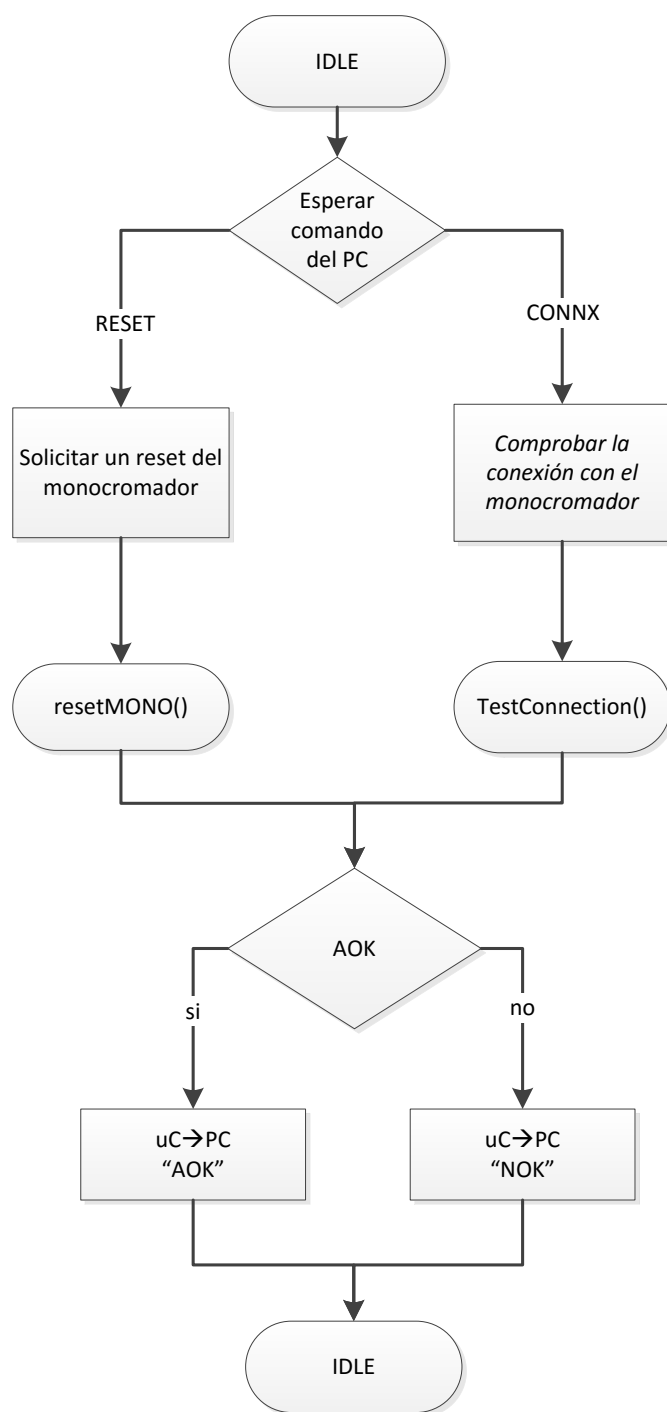 IDLE
Esperar
comando
del PC
RESET
CONNX
Solicitar un reset del
monocromador
Comprobar la
conexión con el
monocromador
resetMONO()
TestConnection()
AOK
si
no
uC→PC
“AOK”
uC→PC
“NOK”
IDLE